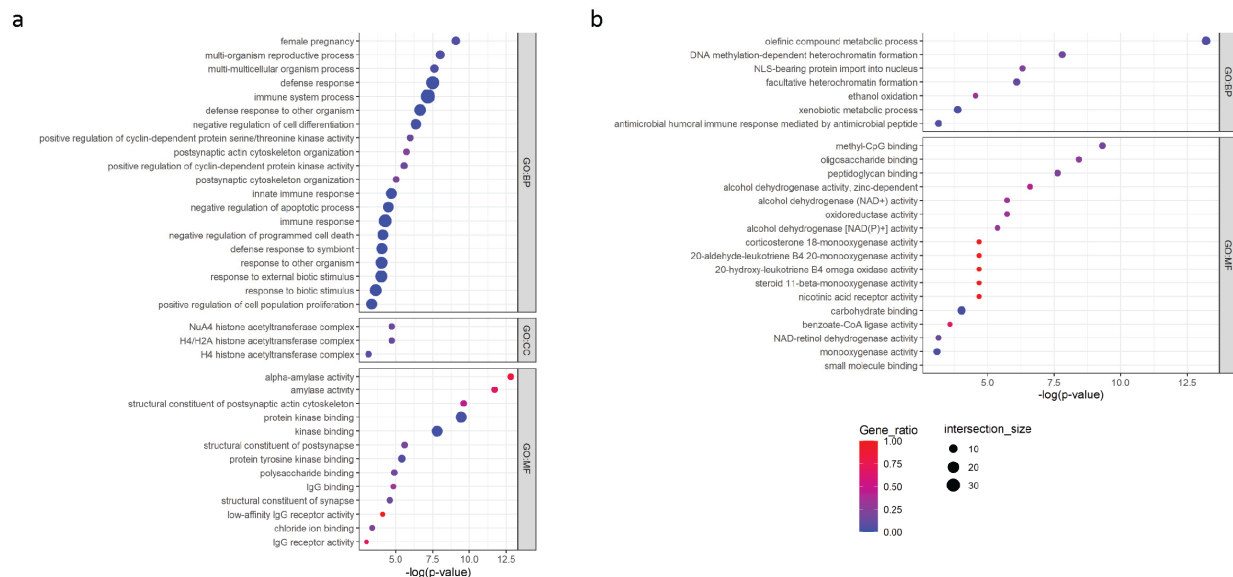 a
female pregnancy
multi-organism reproductive process
multi-multicellular organism process
defense response
immune system process
defense response to other organism
negative regulation of cell differentiation
positive regulation of cyclin-dependent protein serine/threonine kinase activity
postsynaptic actin cytoskeleton organization
positive regulation of cyclin-dependent protein kinase activity
postsynaptic cytoskeleton organization
innate immune response
negative regulation of apoptotic process
immune response
negative regulation of programmed cell death
defense response to symbiont
response to other organism
response to external biotic stimulus
response to biotic stimulus
positive regulation of cell population proliferation
GO:BP
NuA4 histone acetyltransferase complex
H4/H2A histone acetyltransferase complex
H4 histone acetyltransferase complex
GO:CC
alpha-amylase activity
amylase activity
structural constituent of postsynaptic actin cytoskeleton
protein kinase binding
kinase binding
structural constituent of postsynapse
protein tyrosine kinase binding
polysaccharide binding
IgG binding
structural constituent of synapse
low-affinity IgG receptor activity
chloride ion binding
IgG receptor activity
GO:MF
5.0 7.5 10.0 12.5
-log(p-value)
b
olefinic compound metabolic process
DNA methylation-dependent heterochromatin formation
NLS-bearing protein import into nucleus
facultative heterochromatin formation
ethanol oxidation
xenobiotic metabolic process
antimicrobial humoral immune response mediated by antimicrobial peptide
GO:BP
methyl-CpG binding
oligosaccharide binding
peptidoglycan binding
alcohol dehydrogenase activity, zinc-dependent
alcohol dehydrogenase (NAD+) activity
oxidoreductase activity
alcohol dehydrogenase [NAD(P)+] activity
corticosterone 18-monooxygenase activity
20-aldehyde-leukotriene B4 20-monooxygenase activity
20-hydroxy-leukotriene B4 omega oxidase activity
steroid 11-beta-monooxygenase activity
nicotinic acid receptor activity
carbohydrate binding
benzoate-CoA ligase activity
NAD-retinol dehydrogenase activity
monooxygenase activity
small molecule binding
GO:MF
5.0 7.5 10.0 12.5
-log(p-value)
Gene_ratio
1.00
0.75
0.50
0.25
0.00
intersection_size
10
20
30